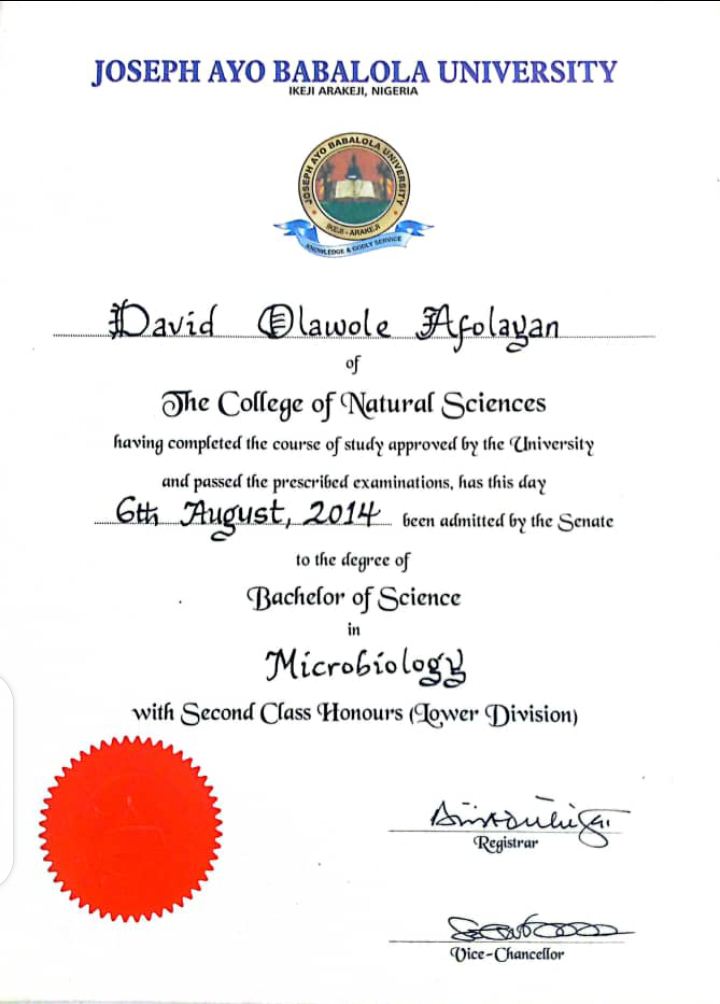 JOSEPH AYO BABALOLA UNIVERSITY
IKEJI ARAKEJI, NIGERIA
JOSEPH AYO BABALOLA UNIVERSITY
IKEJI - ARAKEJI
KNOWLEDGE & GODLY SERVICE
David Olawole Afolayan
of
The College of Natural Sciences
having completed the course of study approved by the University
and passed the prescribed examinations, has this day
6th August, 2014 been admitted by the Senate
to the degree of
Bachelor of Science
in
Microbiology
with Second Class Honours (Lower Division)
Registrar
Vice-Chancellor